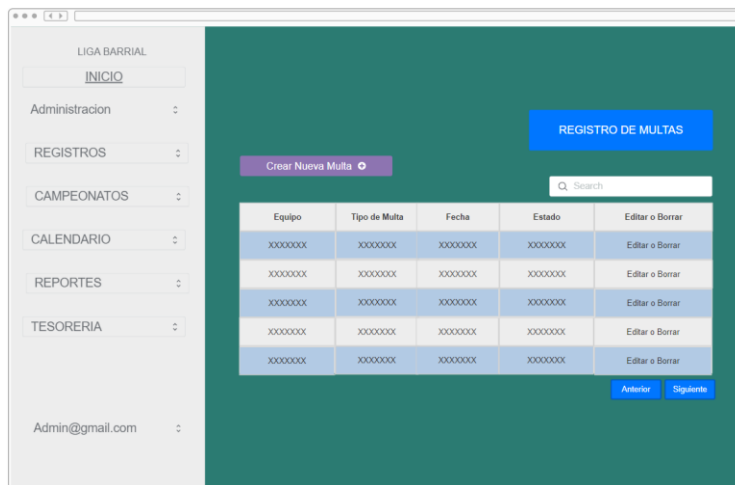 LIGA BARRIAL
INICIO
Administracion
REGISTROS
CAMPEONATOS
CALENDARIO
REPORTES
TESORERIA
Admin@gmail.com
REGISTRO DE MULTAS
Crear Nueva Multa
Search
Equipo Tipo de Multa Fecha Estado Editar o Borrar
XXXXXXX XXXXXXX XXXXXXX XXXXXXX Editar o Borrar
XXXXXXX XXXXXXX XXXXXXX XXXXXXX Editar o Borrar
XXXXXXX XXXXXXX XXXXXXX XXXXXXX Editar o Borrar
XXXXXXX XXXXXXX XXXXXXX XXXXXXX Editar o Borrar
XXXXXXX XXXXXXX XXXXXXX XXXXXXX Editar o Borrar
Anterior Siguiente